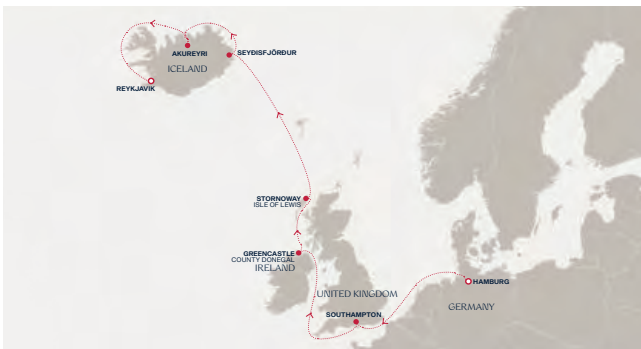 AKUREYRI
SEYÐISFJÖRÐUR
ICELAND
REYKJAVIK
STORNOWAY
ISLE OF LEWIS
GREENCASTLE
COUNTY DONEGAL
IRELAND
HAMBURG
UNITED KINGDOM
GERMANY
SOUTHAMPTON